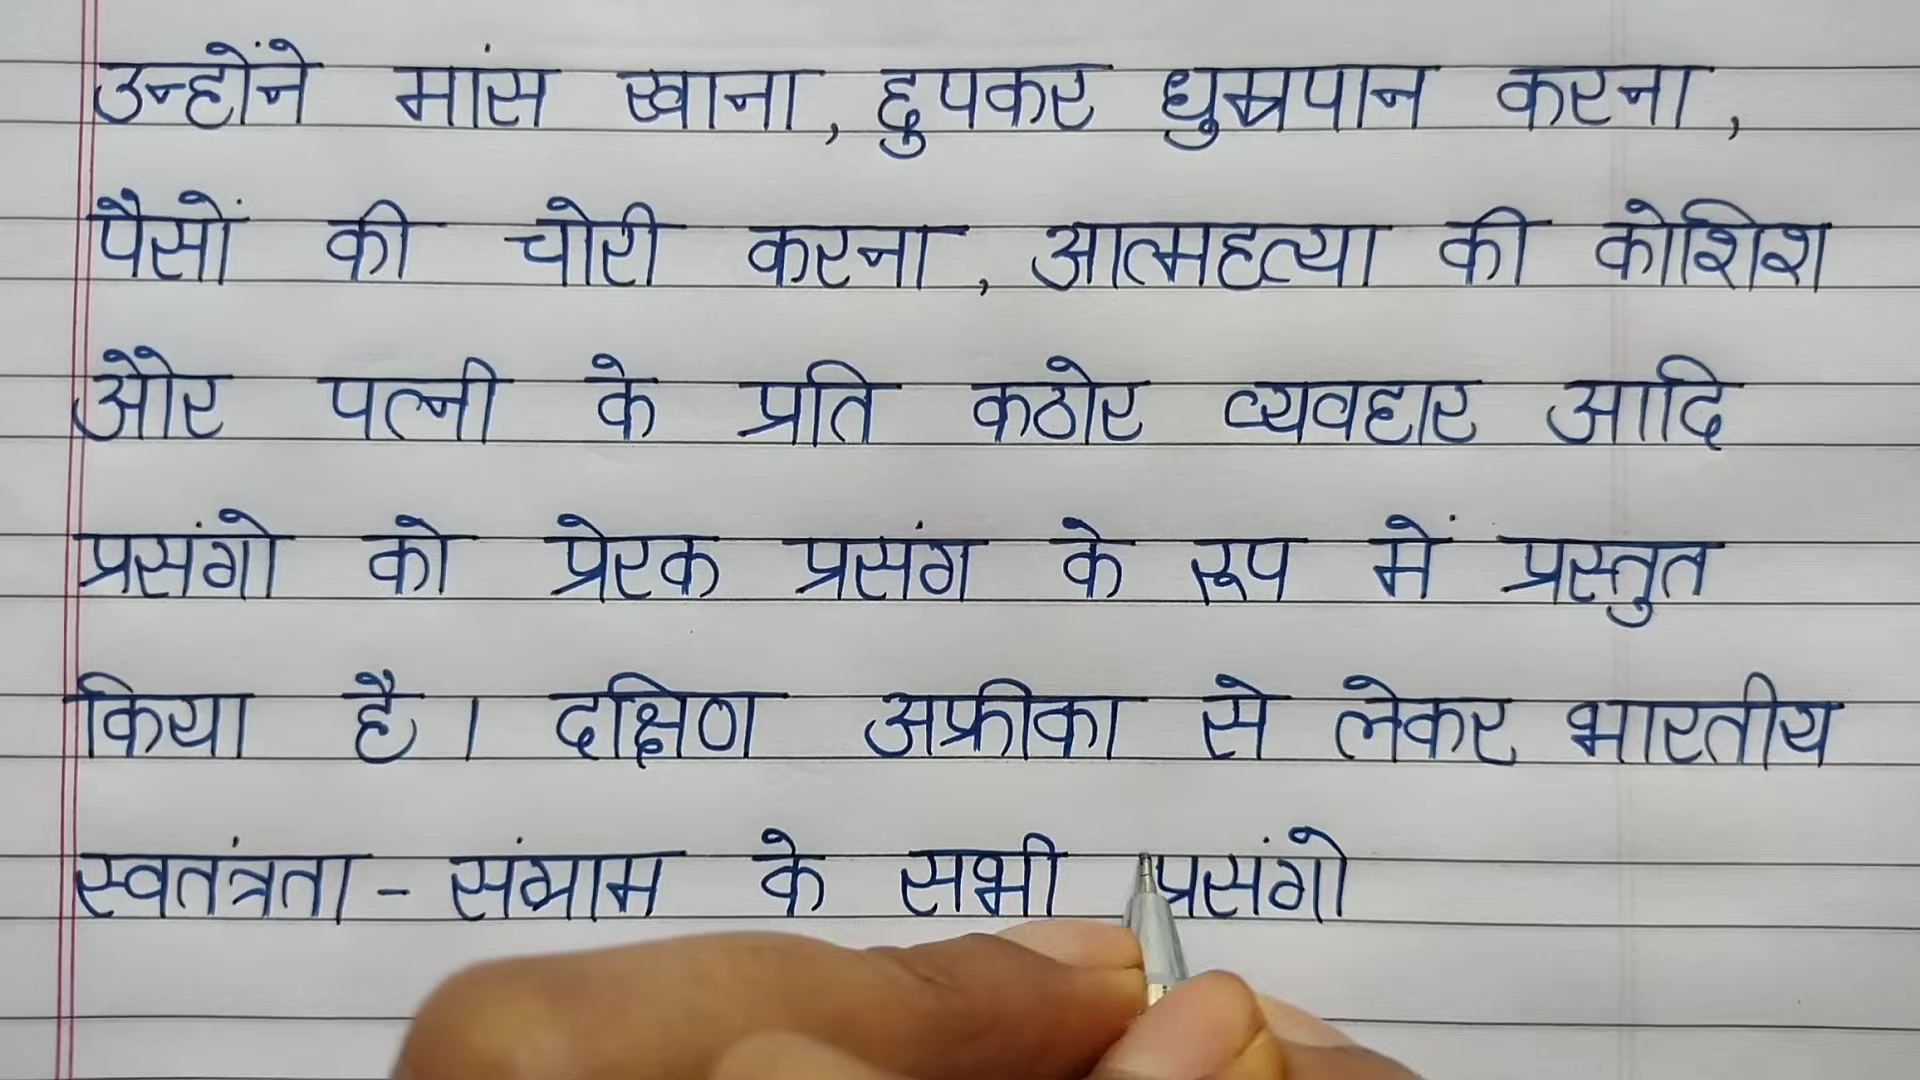 उन्होंने मांस खाना, छुपकर धुम्रपान करना,
पैसों की चोरी करना, आत्महत्या की कोशिश
और पत्नी के प्रति कठोर व्यवहार आदि
प्रसंगो को प्रेरक प्रसंग के रूप में प्रस्तुत
किया है। दक्षिण अफ्रीका से लेकर भारतीय
स्वतंत्रता - संग्राम के सभी प्रसंगो